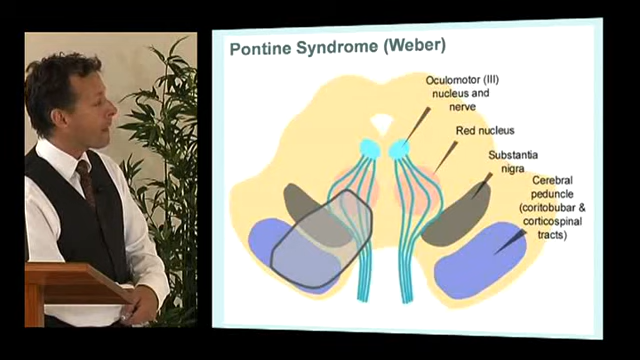 Pontine Syndrome (Weber)
Oculomotor (III)
nucleus and
nerve
Red nucleus
Substantia
nigra
Cerebral
peduncle
(coritobubar &
corticospinal
tracts)